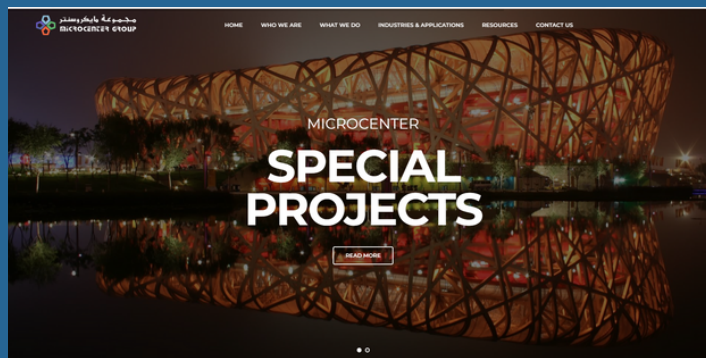 مجموعة مايكروسنتر
MICROCENTER GROUP
HOME
WHO WE ARE
WHAT WE DO
INDUSTRIES & APPLICATIONS
RESOURCES
CONTACT US
MICROCENTER
SPECIAL
PROJECTS
READ MORE